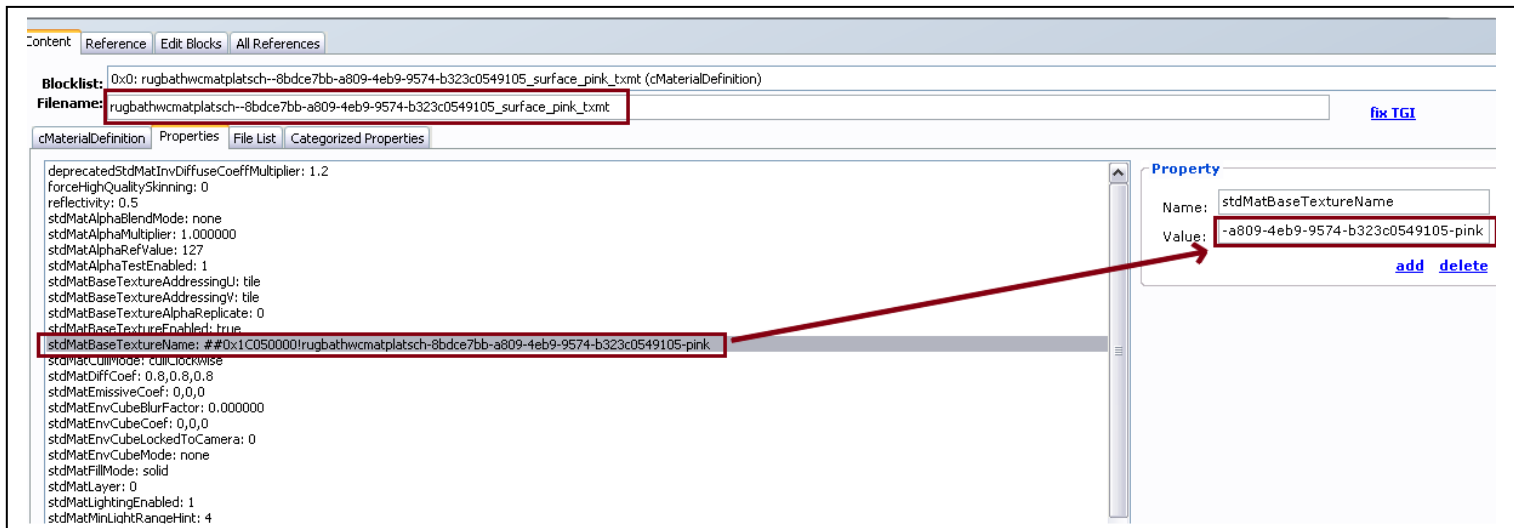 Content Reference Edit Blocks All References
Blocklist: 0x0: rugbathwcmatplatsch--8bdce7bb-a809-4eb9-9574-b323c0549105_surface_pink_txmt (cMaterialDefinition)
Filename: rugbathwcmatplatsch--8bdce7bb-a809-4eb9-9574-b323c0549105_surface_pink_txmt
fix TGI
cMaterialDefinition Properties File List Categorized Properties
deprecatedStdMatInvDiffuseCoeffMultiplier: 1.2
forceHighQualitySkinning: 0
reflectivity: 0.5
stdMatAlphaBlendMode: none
stdMatAlphaMultiplier: 1.000000
stdMatAlphaRefValue: 127
stdMatAlphaTestEnabled: 1
stdMatBaseTextureAddressingU: tile
stdMatBaseTextureAddressingV: tile
stdMatBaseTextureAlphaReplicate: 0
stdMatBaseTextureEnabled: true
stdMatBaseTextureName: ##0x1C050000!rugbathwcmatplatsch-8bdce7bb-a809-4eb9-9574-b323c0549105-pink
stdMatCullMode: cullClockwise
stdMatDiffCoef: 0.8,0.8,0.8
stdMatEmissiveCoef: 0,0,0
stdMatEnvCubeBlurFactor: 0.000000
stdMatEnvCubeCoef: 0,0,0
stdMatEnvCubeLockedToCamera: 0
stdMatEnvCubeMode: none
stdMatFillMode: solid
stdMatLayer: 0
stdMatLightingEnabled: 1
stdMatMinLightRangeHint: 4
Property
Name: stdMatBaseTextureName
Value: -a809-4eb9-9574-b323c0549105-pink
add delete